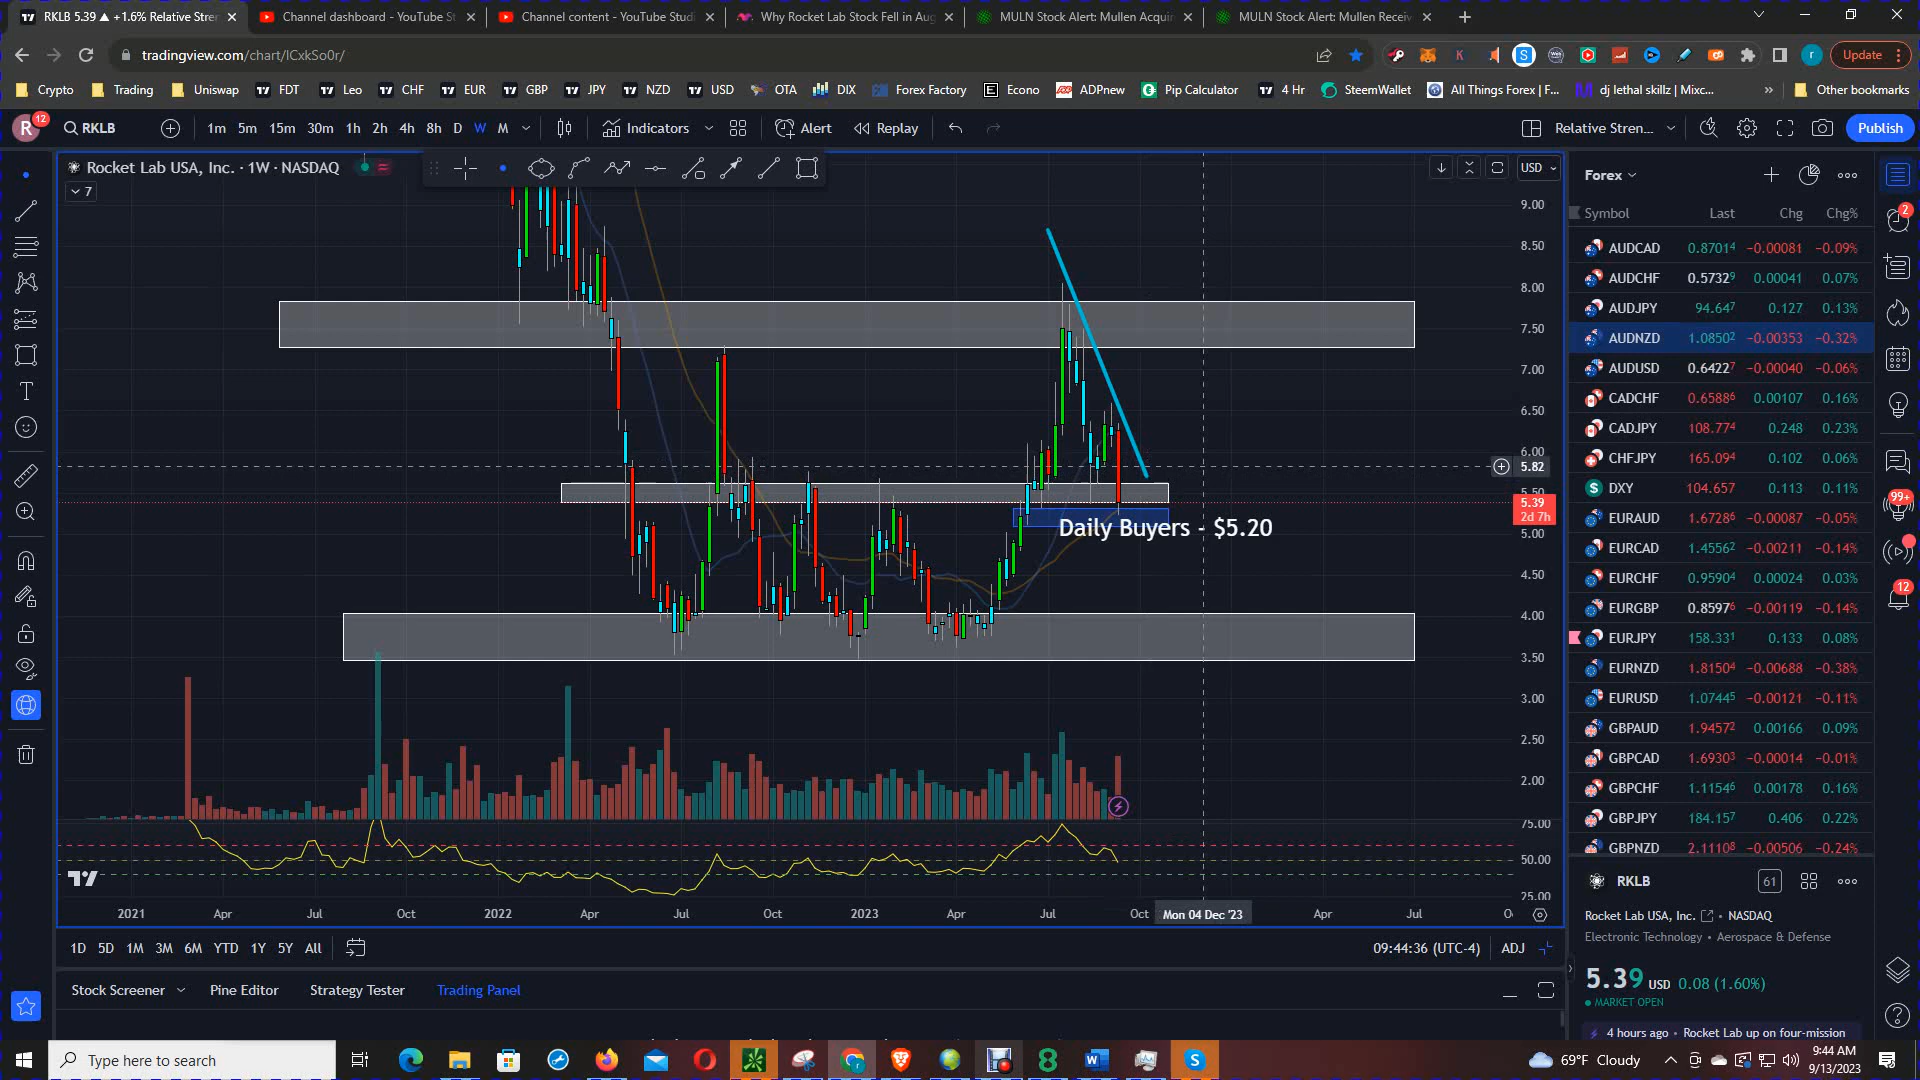 RKLB 5.39 ▲ +1.6% Relative Stren
Channel dashboard - YouTube St
Channel content - YouTube Studi
Why Rocket Lab Stock Fell in Aug
MULN Stock Alert: Mullen Acquir
MULN Stock Alert: Mullen Receiv
tradingview.com/chart/lCxkSo0r/
Update
Crypto Trading Uniswap FDT Leo CHF EUR GBP JPY NZD USD OTA DIX Forex Factory Econo ADPnew Pip Calculator 4 Hr SteemWallet All Things Forex | F... dj lethal skillz | Mixc... » Other bookmarks
R 12 RKLB 1m 5m 15m 30m 1h 2h 4h 8h D W M Indicators Alert Replay Relative Stren... Publish
Rocket Lab USA, Inc. · 1W · NASDAQ
7
USD
9.00
8.50
8.00
7.50
7.00
6.50
6.00
5.82
5.50
5.39
2d 7h
5.00
4.50
4.00
3.50
3.00
2.50
2.00
75.00
50.00
25.00
Daily Buyers - $5.20
2021 Apr Jul Oct 2022 Apr Jul Oct 2023 Apr Jul Oct Mon 04 Dec '23 Apr Jul
1D 5D 1M 3M 6M YTD 1Y 5Y All
09:44:36 (UTC-4) ADJ
Stock Screener Pine Editor Strategy Tester Trading Panel
Forex
Symbol Last Chg Chg%
AUDCAD 0.87014 −0.00081 −0.09%
AUDCHF 0.57329 0.00041 0.07%
AUDJPY 94.647 0.127 0.13%
AUDNZD 1.08502 −0.00353 −0.32%
AUDUSD 0.64227 −0.00040 −0.06%
CADCHF 0.65886 0.00107 0.16%
CADJPY 108.774 0.248 0.23%
CHFJPY 165.094 0.102 0.06%
DXY 104.657 0.113 0.11%
EURAUD 1.67286 −0.00087 −0.05%
EURCAD 1.45562 −0.00211 −0.14%
EURCHF 0.95904 0.00024 0.03%
EURGBP 0.85976 −0.00119 −0.14%
EURJPY 158.331 0.133 0.08%
EURNZD 1.81504 −0.00688 −0.38%
EURUSD 1.07445 −0.00121 −0.11%
GBPAUD 1.94572 0.00166 0.09%
GBPCAD 1.69303 −0.00014 −0.01%
GBPCHF 1.11546 0.00178 0.16%
GBPJPY 184.157 0.406 0.22%
GBPNZD 2.11108 −0.00506 −0.24%
2
99+
12
RKLB
61
Rocket Lab USA, Inc. • NASDAQ
Electronic Technology • Aerospace & Defense
5.39 USD 0.08 (1.60%)
MARKET OPEN
4 hours ago • Rocket Lab up on four-mission
Type here to search
69°F Cloudy
9:44 AM
9/13/2023